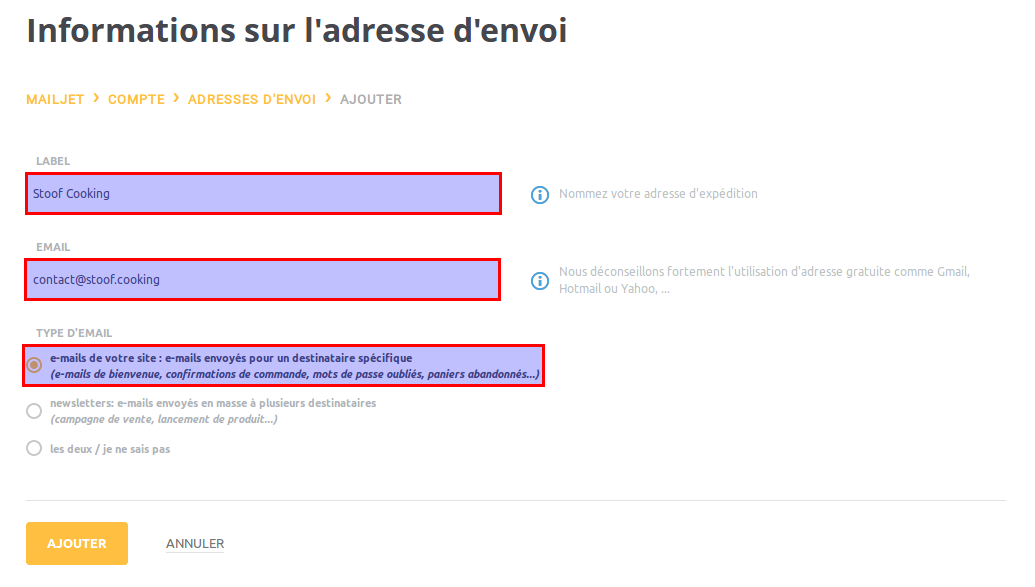 Informations sur l'adresse d'envoi
MAILJET › COMPTE › ADRESSES D'ENVOI › AJOUTER
LABEL
Stoof Cooking
Nommez votre adresse d'expédition
EMAIL
contact@stoof.cooking
Nous déconseillons fortement l'utilisation d'adresse gratuite comme Gmail,
Hotmail ou Yahoo, ...
TYPE D'EMAIL
e-mails de votre site : e-mails envoyés pour un destinataire spécifique
(e-mails de bienvenue, confirmations de commande, mots de passe oubliés, paniers abandonnés...)
newsletters: e-mails envoyés en masse à plusieurs destinataires
(campagne de vente, lancement de produit...)
les deux / je ne sais pas
AJOUTER
ANNULER